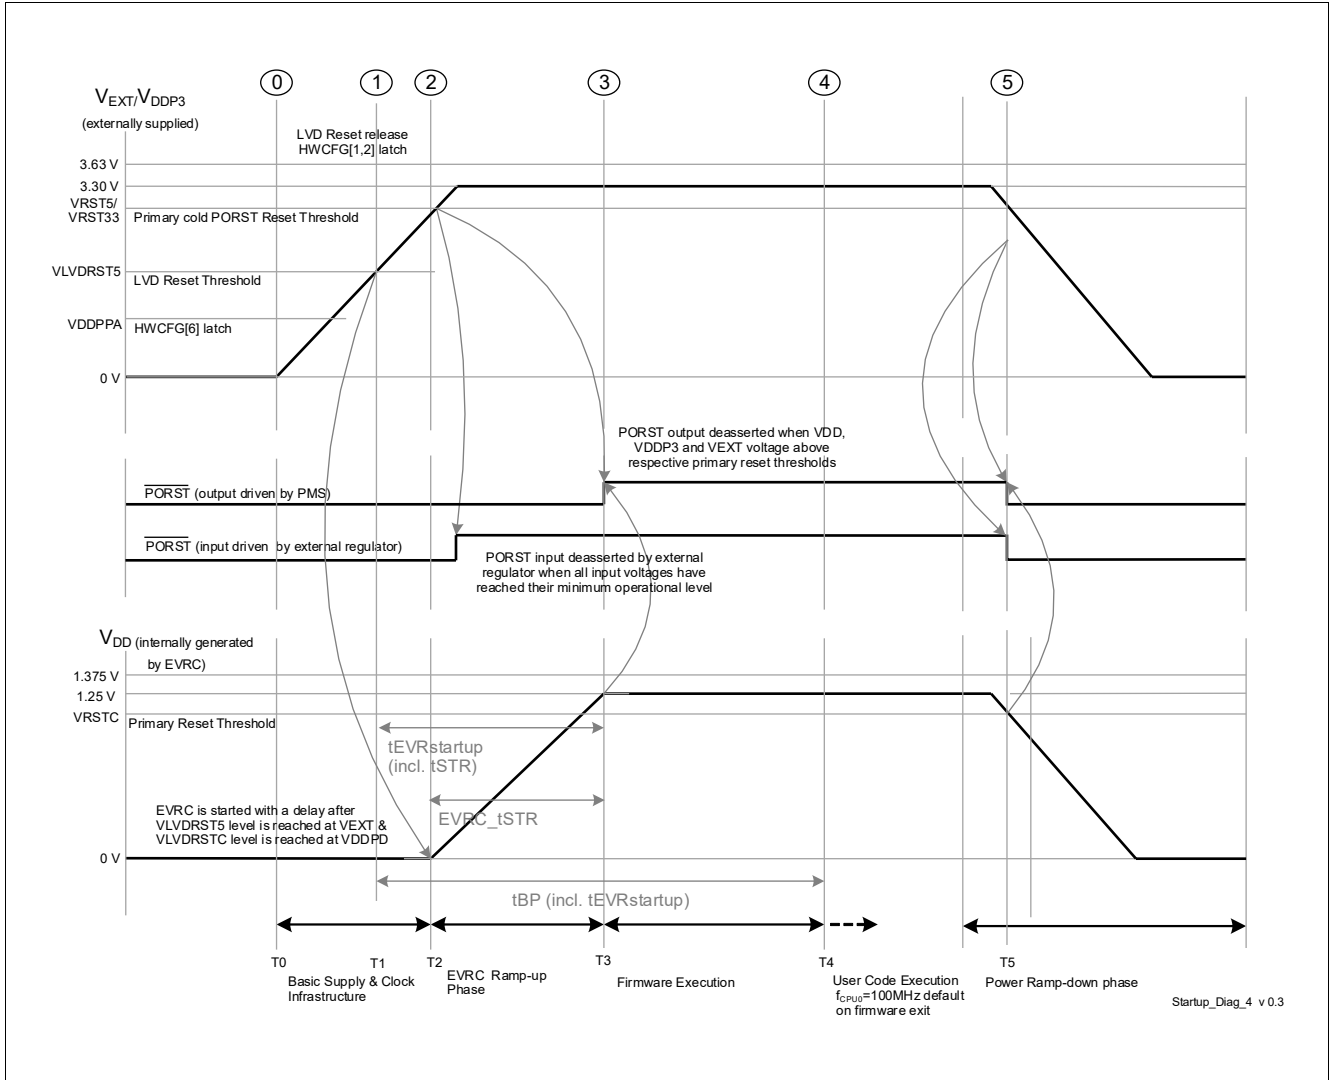 0
1
2
3
4
5
VEXT/VDDP3
(externally supplied)
LVD Reset release
HWCFG[1,2] latch
3.63 V
3.30 V
VRST5/
VRST33
Primary cold PORST Reset Threshold
VLVDRST5
LVD Reset Threshold
VDDPPA
HWCFG[6] latch
0 V
PORST output deasserted when VDD,
VDDP3 and VEXT voltage above
respective primary reset thresholds
PORST (output driven by PMS)
PORST (input driven by external regulator)
PORST input deasserted by external
regulator when all input voltages have
reached their minimum operational level
VDD (internally generated
by EVRC)
1.375 V
1.25 V
VRSTC
Primary Reset Threshold
tEVRstartup
(incl. tSTR)
EVRC_tSTR
EVRC is started with a delay after
VLVDRST5 level is reached at VEXT &
VLVDRSTC level is reached at VDDPD
0 V
tBP (incl. tEVRstartup)
T0
T1
T2
T3
T4
T5
Basic Supply & Clock
Infrastructure
EVRC Ramp-up
Phase
Firmware Execution
User Code Execution
fCPU0=100MHz default
on firmware exit
Power Ramp-down phase
Startup_Diag_4 v 0.3